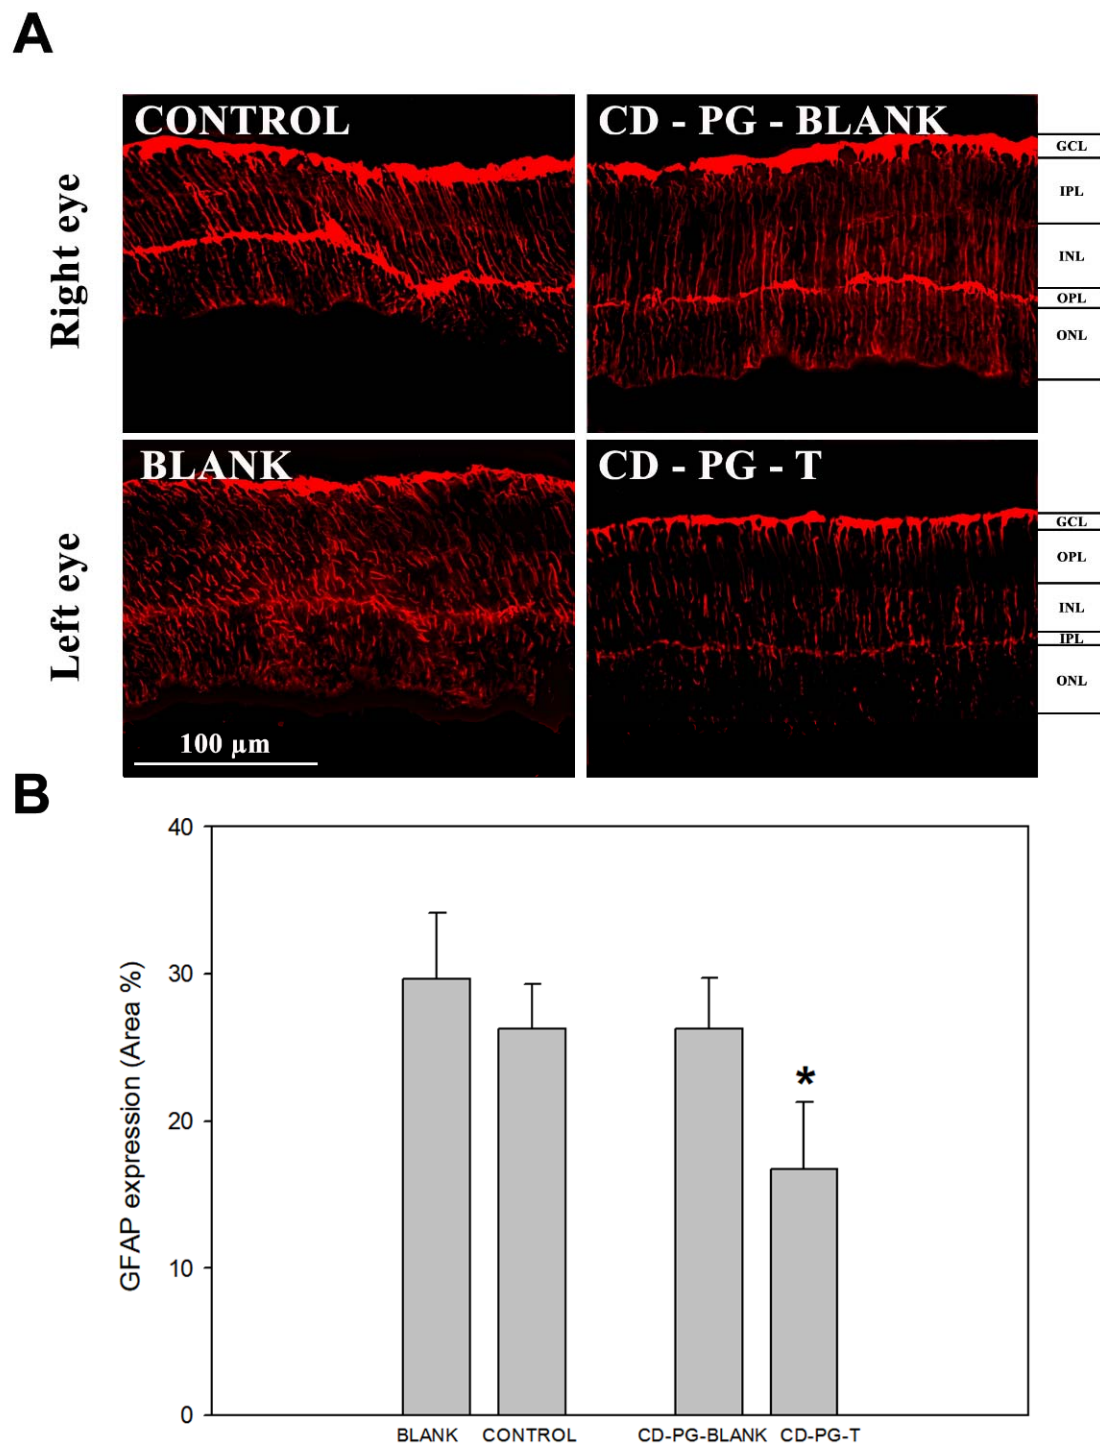 A
CONTROL
CD - PG - BLANK
Right eye
GCL
IPL
INL
OPL
ONL
BLANK
CD - PG - T
Left eye
GCL
OPL
INL
IPL
ONL
100 µm
B
GFAP expression (Area %)
40
30
20
10
0
*
BLANK CONTROL CD-PG-BLANK CD-PG-T